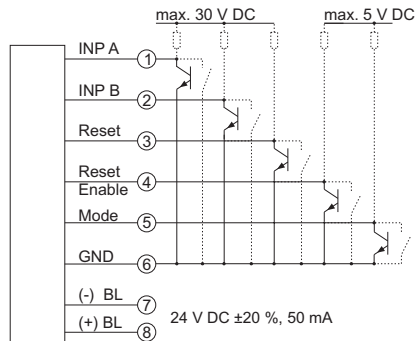 max. 30 V DC
max. 5 V DC
INP A
1
INP B
2
Reset
3
Reset
Enable
4
Mode
5
GND
6
(-) BL
7
24 V DC ±20 %, 50 mA
(+) BL
8